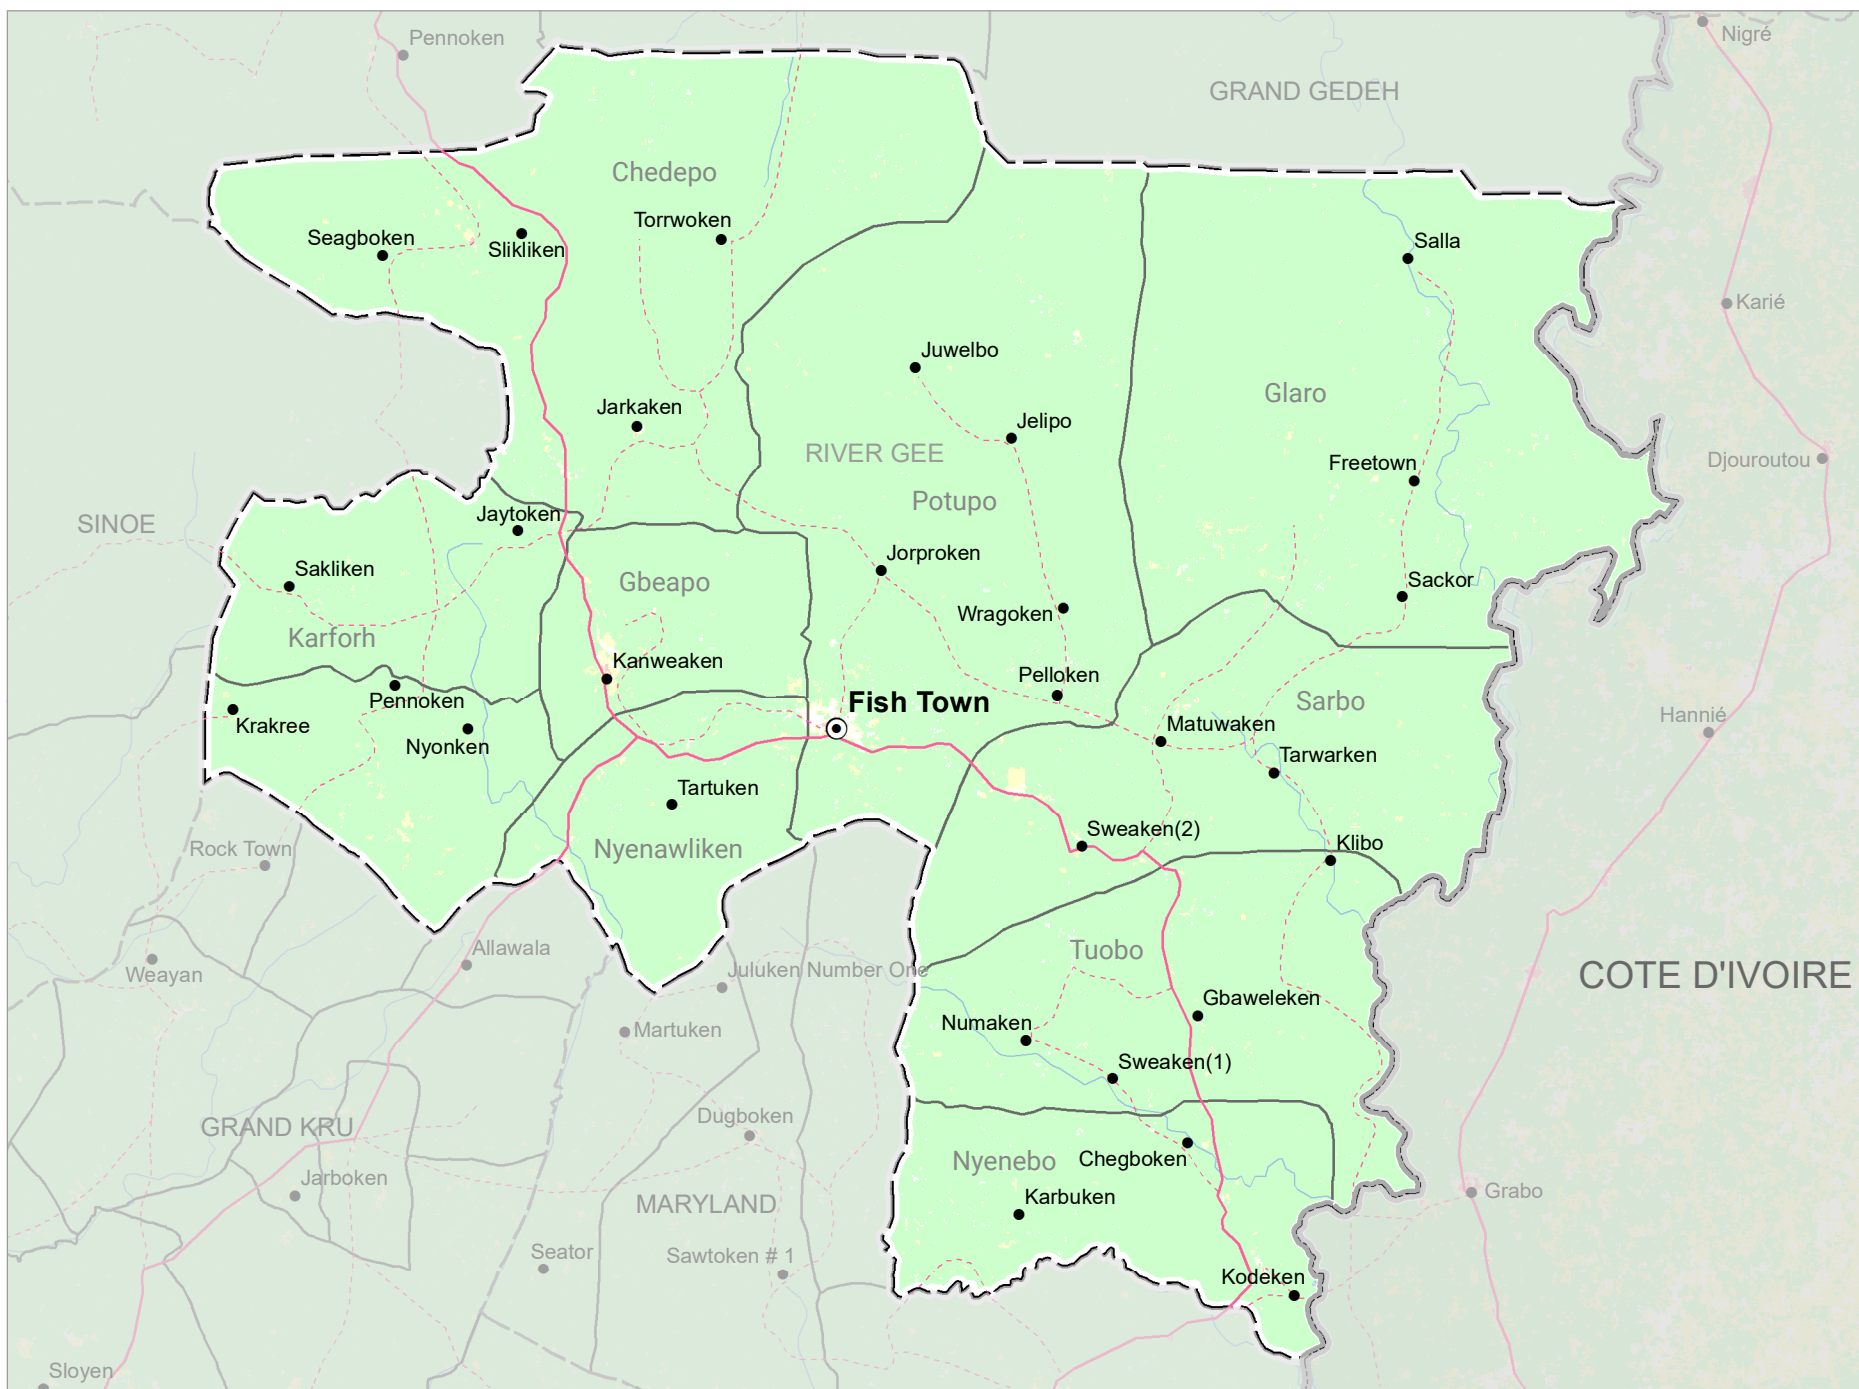 Pennoken
Nigré
GRAND GEDEH
Chedepo
Torrwoken
Seagboken
Slikliken
Salla
Karié
Juwelbo
Glaro
Jarkaken
Jelipo
RIVER GEE
Freetown
Djouroutou
Potupo
SINOE
Jaytoken
Jorproken
Sakliken
Gbeapo
Sackor
Wragoken
Karforh
Kanweaken
Pelloken
Pennoken
Fish Town
Sarbo
Hannié
Krakree
Matuwaken
Nyonken
Tarwarken
Tartuken
Sweaken(2)
Rock Town
Nyenawliken
Klibo
Allawala
Tuobo
Weayan
Juluken Number One
COTE D'IVOIRE
Gbaweleken
Martuken
Numaken
Sweaken(1)
Dugboken
GRAND KRU
Nyenebo
Chegboken
Jarboken
Karbuken
Grabo
MARYLAND
Seator
Sawtoken # 1
Kodeken
Sloyen